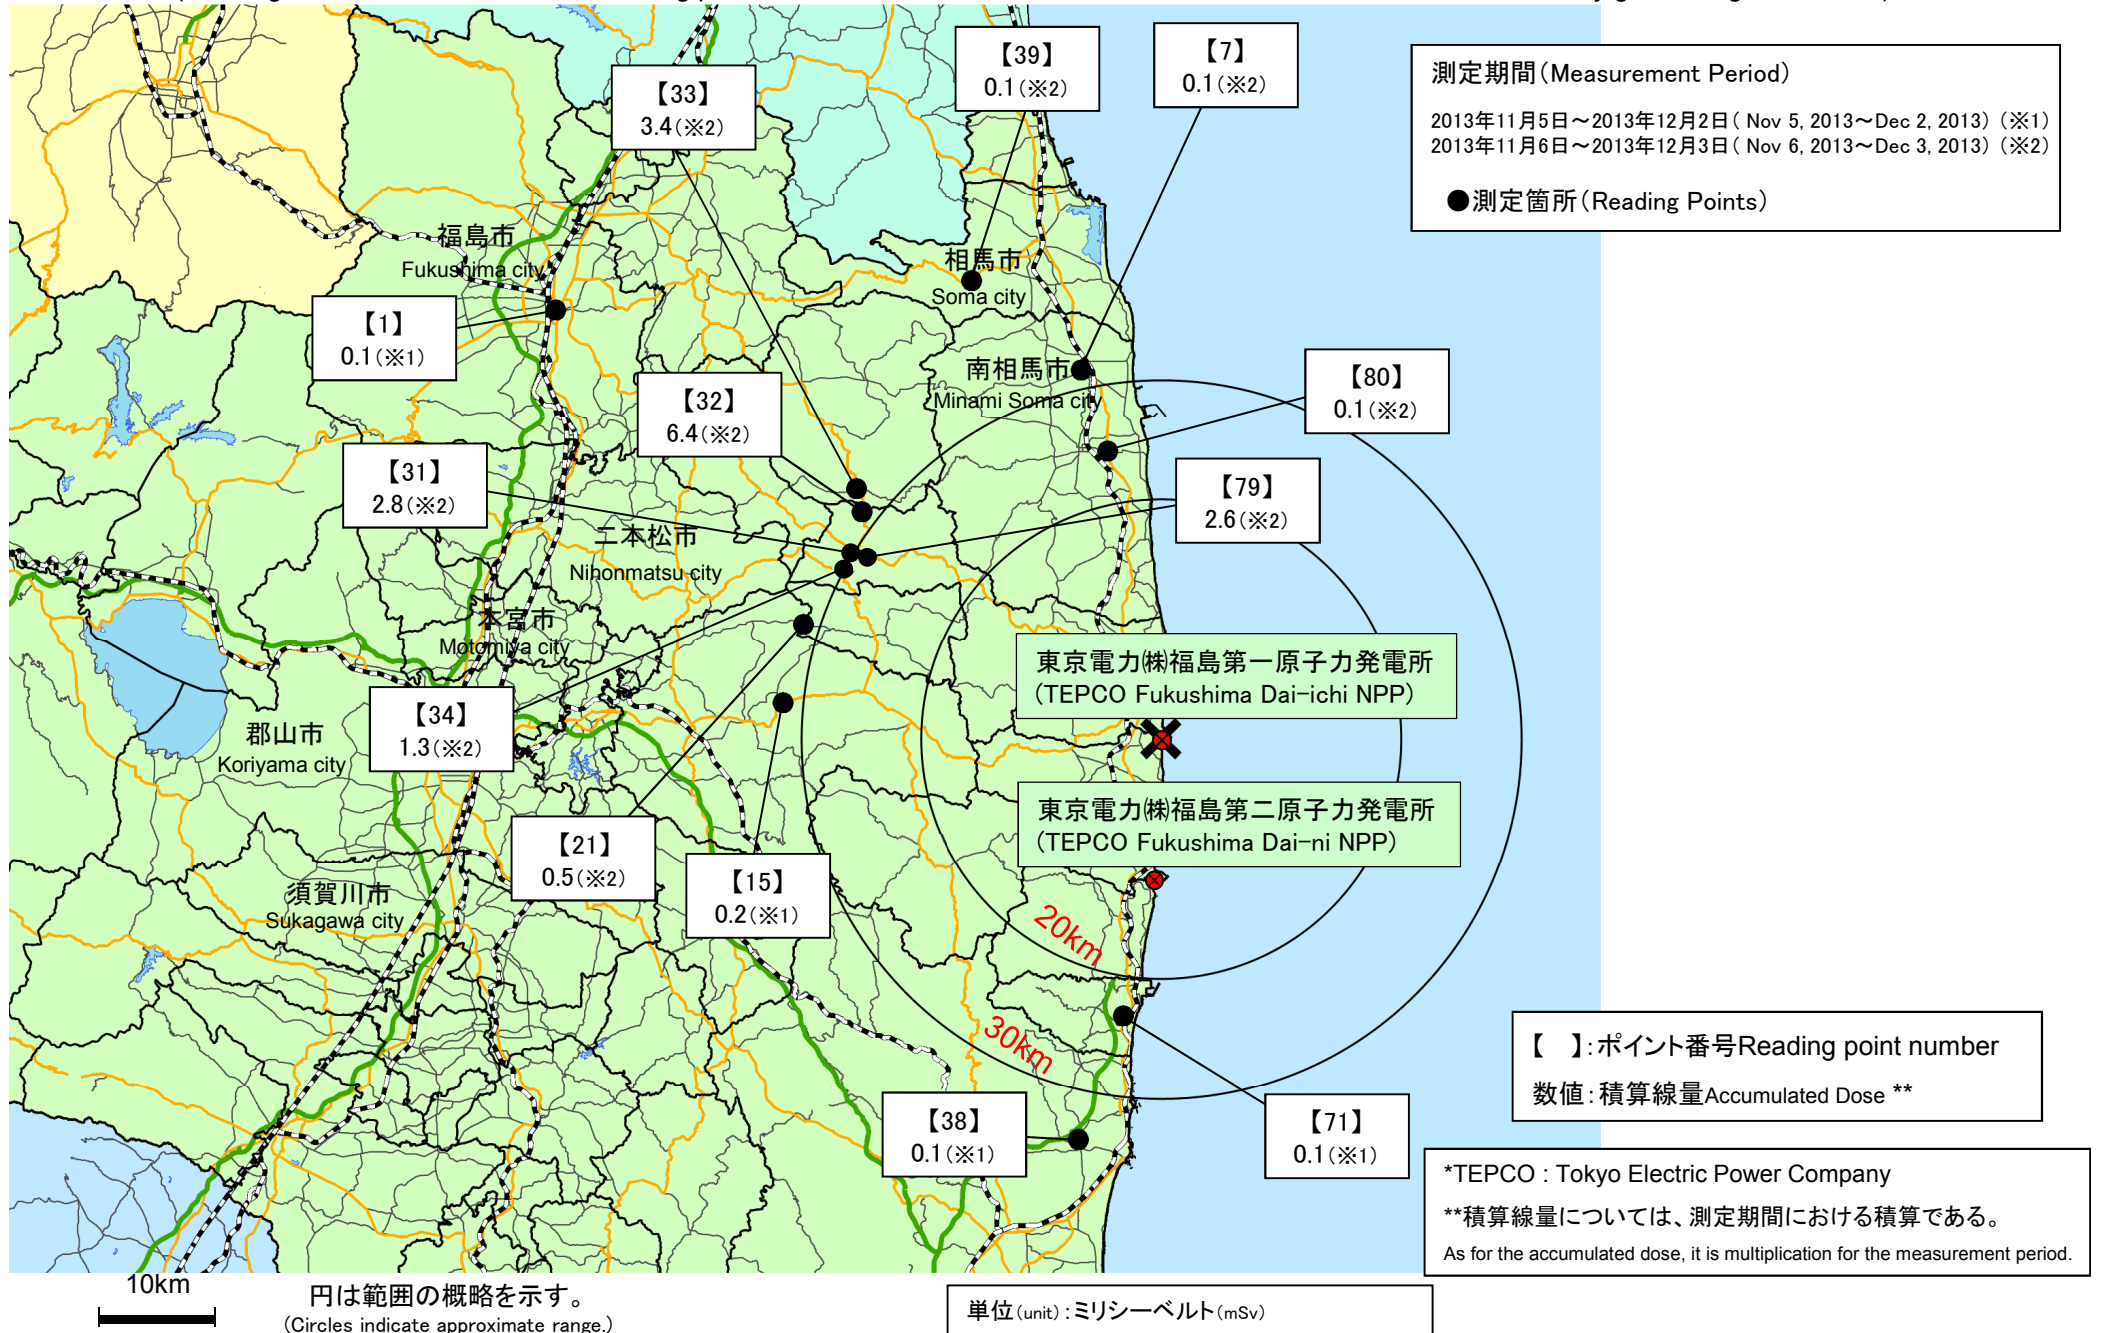 【39】
0.1(※2)
【7】
0.1(※2)
【33】
3.4(※2)
測定期間(Measurement Period)
2013年11月5日～2013年12月2日( Nov 5, 2013～Dec 2, 2013) (※1)
2013年11月6日～2013年12月3日( Nov 6, 2013～Dec 3, 2013) (※2)
●測定箇所(Reading Points)
福島市
Fukushima city
相馬市
Soma city
【1】
0.1(※1)
南相馬市
Minami Soma city
【80】
0.1(※2)
【32】
6.4(※2)
【31】
2.8(※2)
【79】
2.6(※2)
二本松市
Nihonmatsu city
本宮市
Motomiya city
東京電力㈱福島第一原子力発電所
(TEPCO Fukushima Dai-ichi NPP)
【34】
1.3(※2)
郡山市
Koriyama city
東京電力㈱福島第二原子力発電所
(TEPCO Fukushima Dai-ni NPP)
【21】
0.5(※2)
【15】
0.2(※1)
須賀川市
Sukagawa city
20km
30km
【　】:ポイント番号Reading point number
数値:積算線量Accumulated Dose **
【38】
0.1(※1)
【71】
0.1(※1)
*TEPCO : Tokyo Electric Power Company
**積算線量については、測定期間における積算である。
As for the accumulated dose, it is multiplication for the measurement period.
10km
円は範囲の概略を示す。
(Circles indicate approximate range.)
単位(unit):ミリシーベルト(mSv)